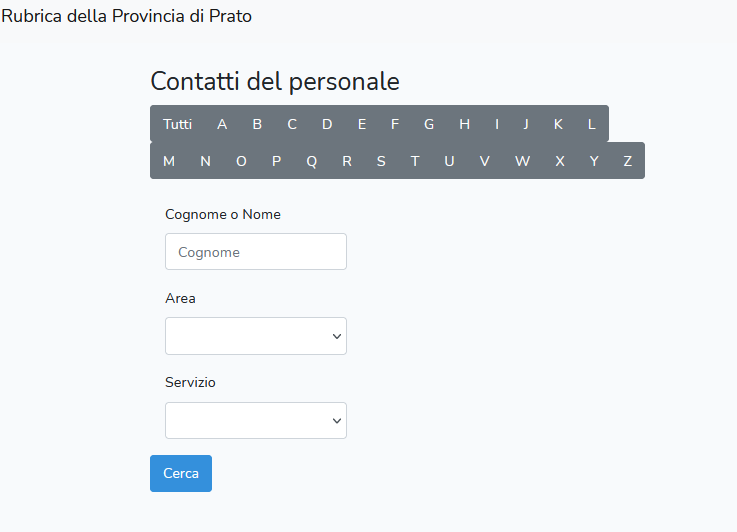 Rubrica della Provincia di Prato
Contatti del personale
Tutti A B C D E F G H I J K L
M N O P Q R S T U V W X Y Z
Cognome o Nome
Cognome
Area
Servizio
Cerca